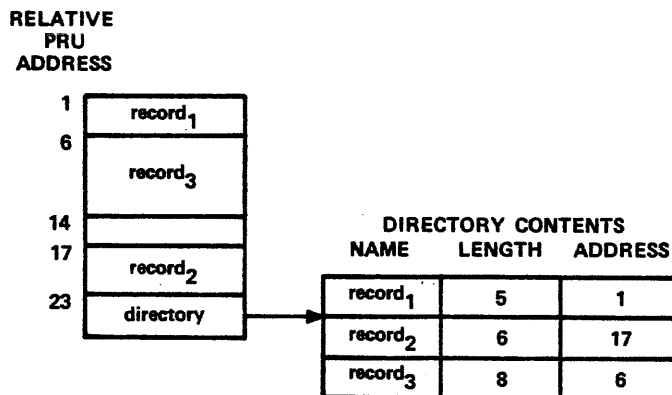 RELATIVE
PRU
ADDRESS
1
record1
6
record3
14
17
record2
23
directory
DIRECTORY CONTENTS
NAME LENGTH ADDRESS
record1 5 1
record2 6 17
record3 8 6